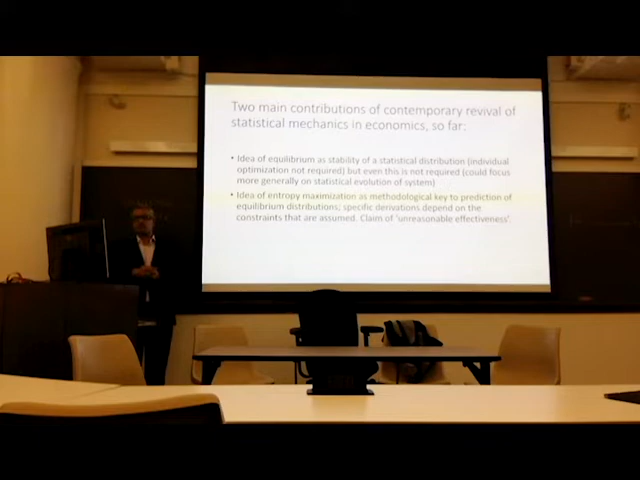 Two main contributions of contemporary revival of
statistical mechanics in economics, so far:
• Idea of equilibrium as stability of a statistical distribution (individual
optimization not required) but even this is not required (could focus
more generally on statistical evolution of system)
• Idea of entropy maximization as methodological key to prediction of
equilibrium distributions; specific derivations depend on the
constraints that are assumed. Claim of 'unreasonable effectiveness'.